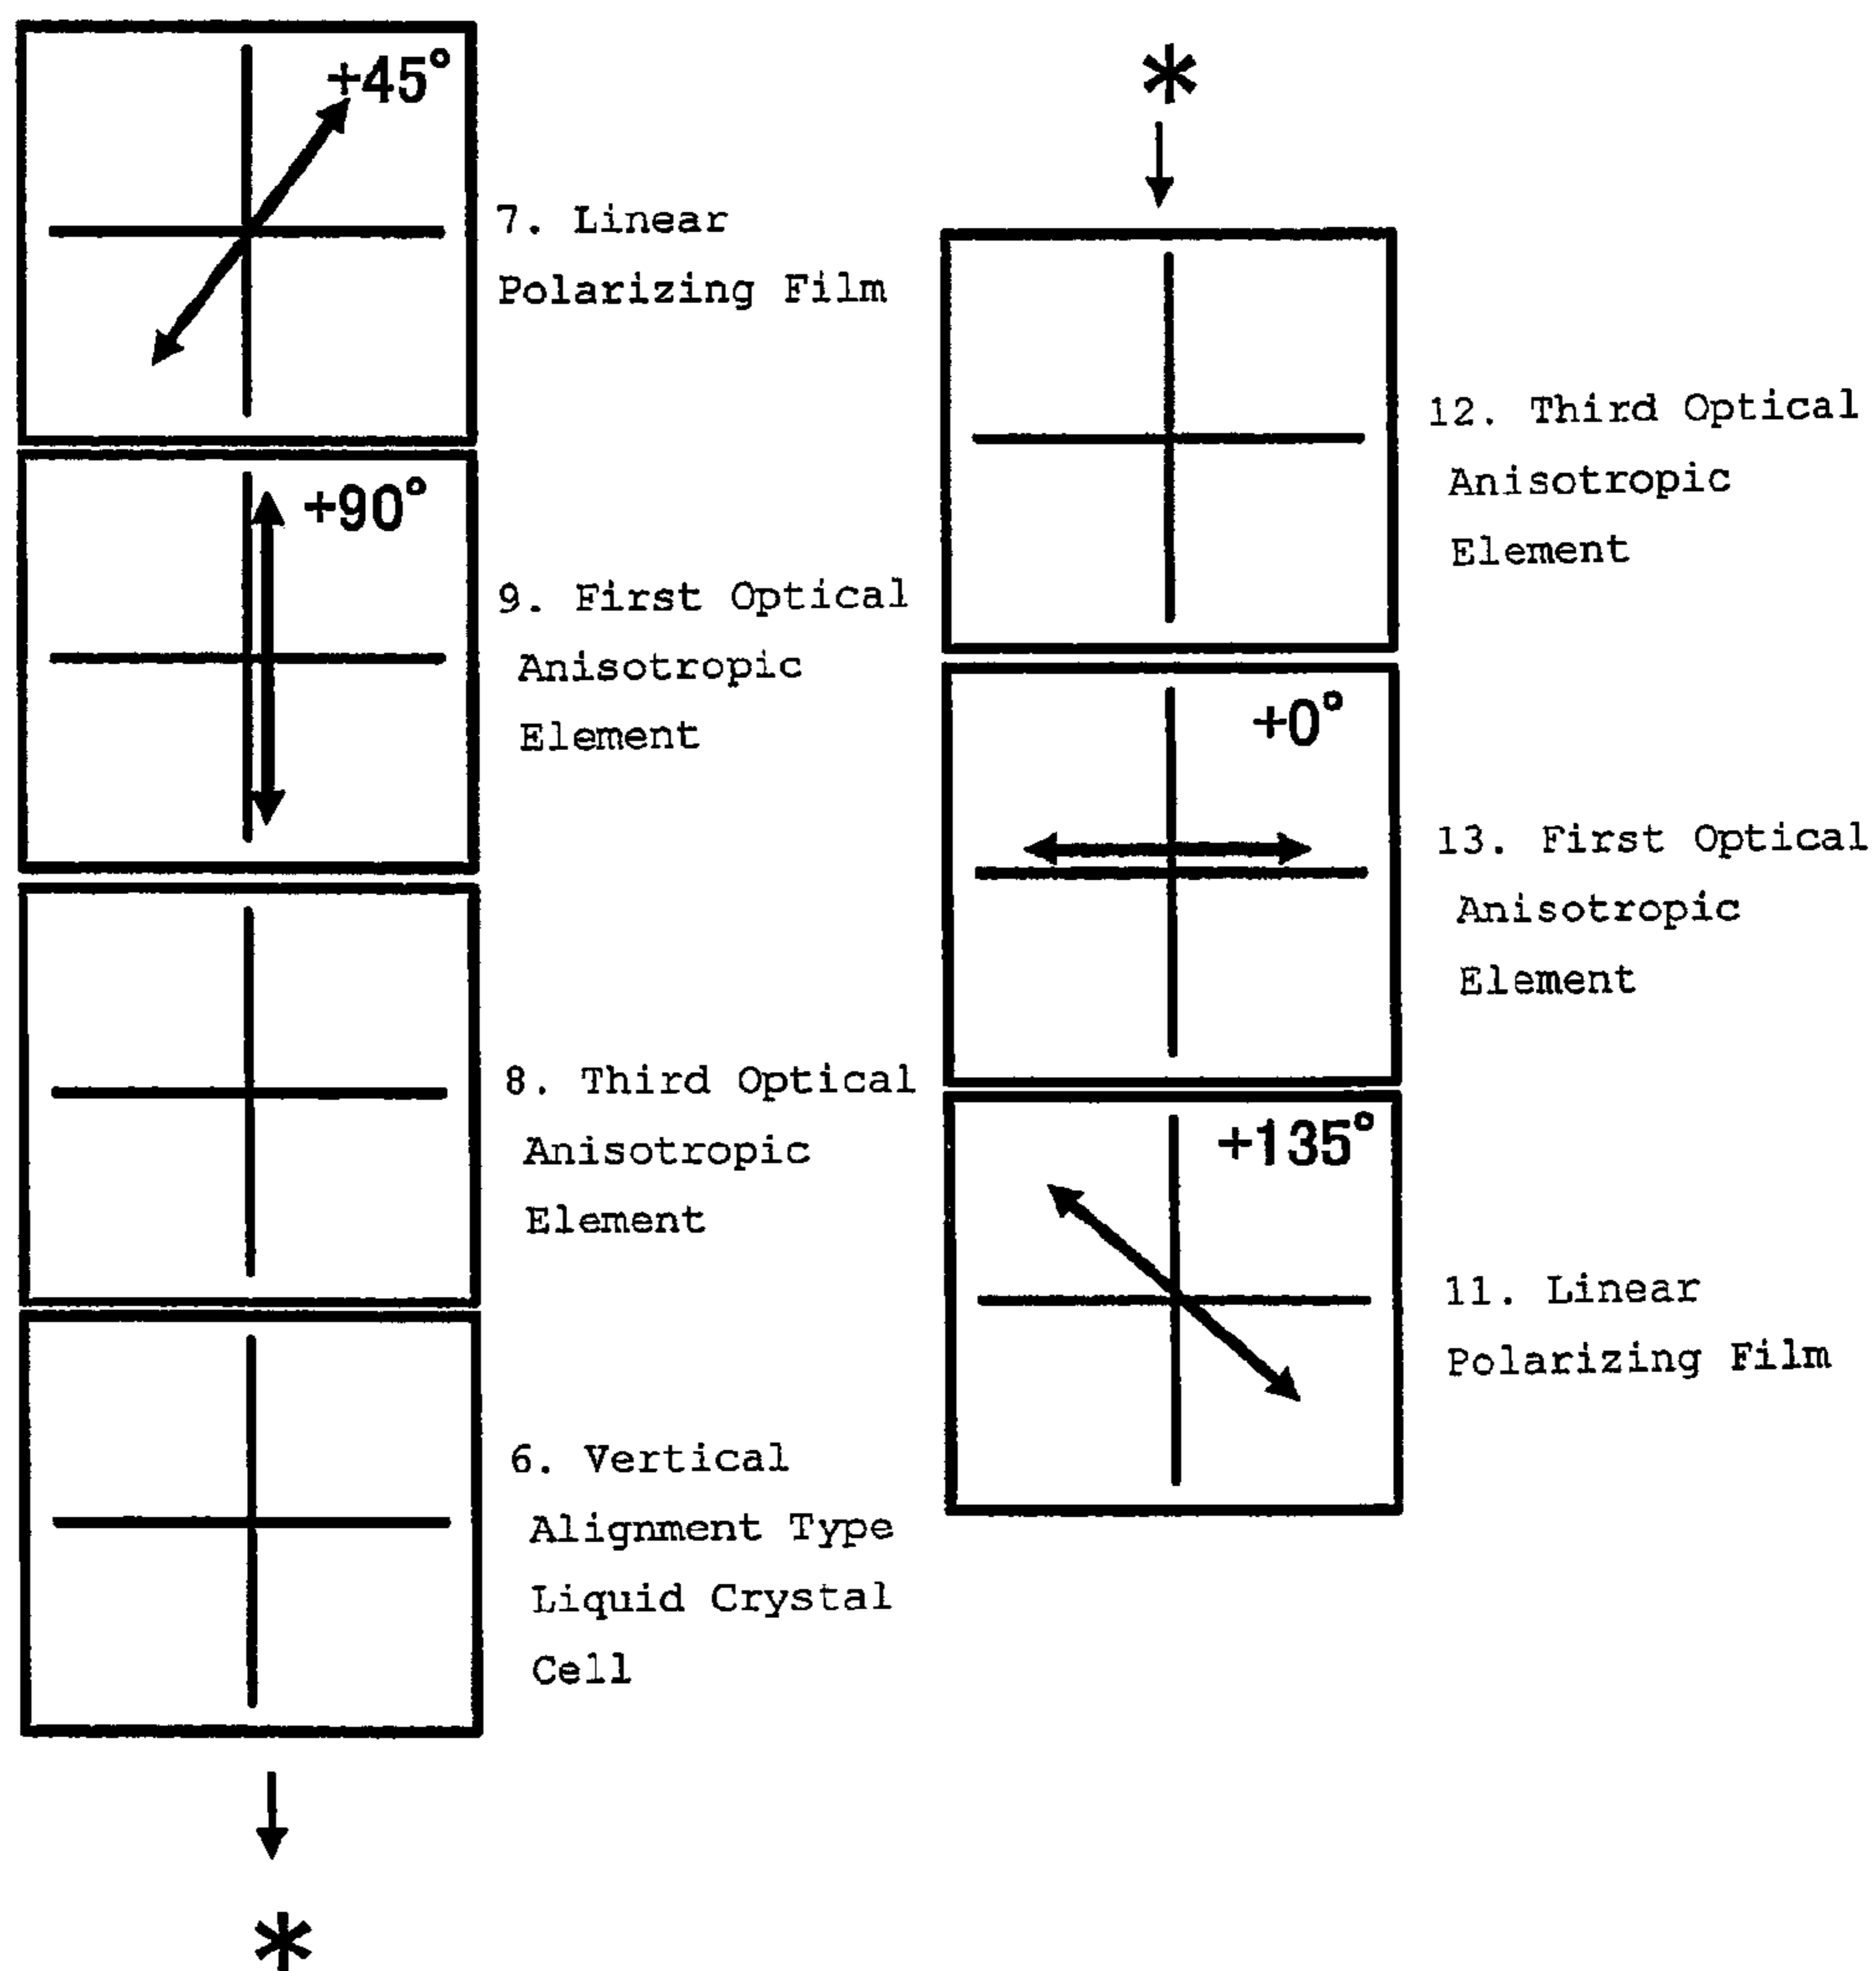 +45°
7. Linear
Polarizing Film
+90°
9. First Optical
Anisotropic
Element
8. Third Optical
Anisotropic
Element
6. Vertical
Alignment Type
Liquid Crystal
Cell
*
*
12. Third Optical
Anisotropic
Element
+0°
13. First Optical
Anisotropic
Element
+135°
11. Linear
Polarizing Film